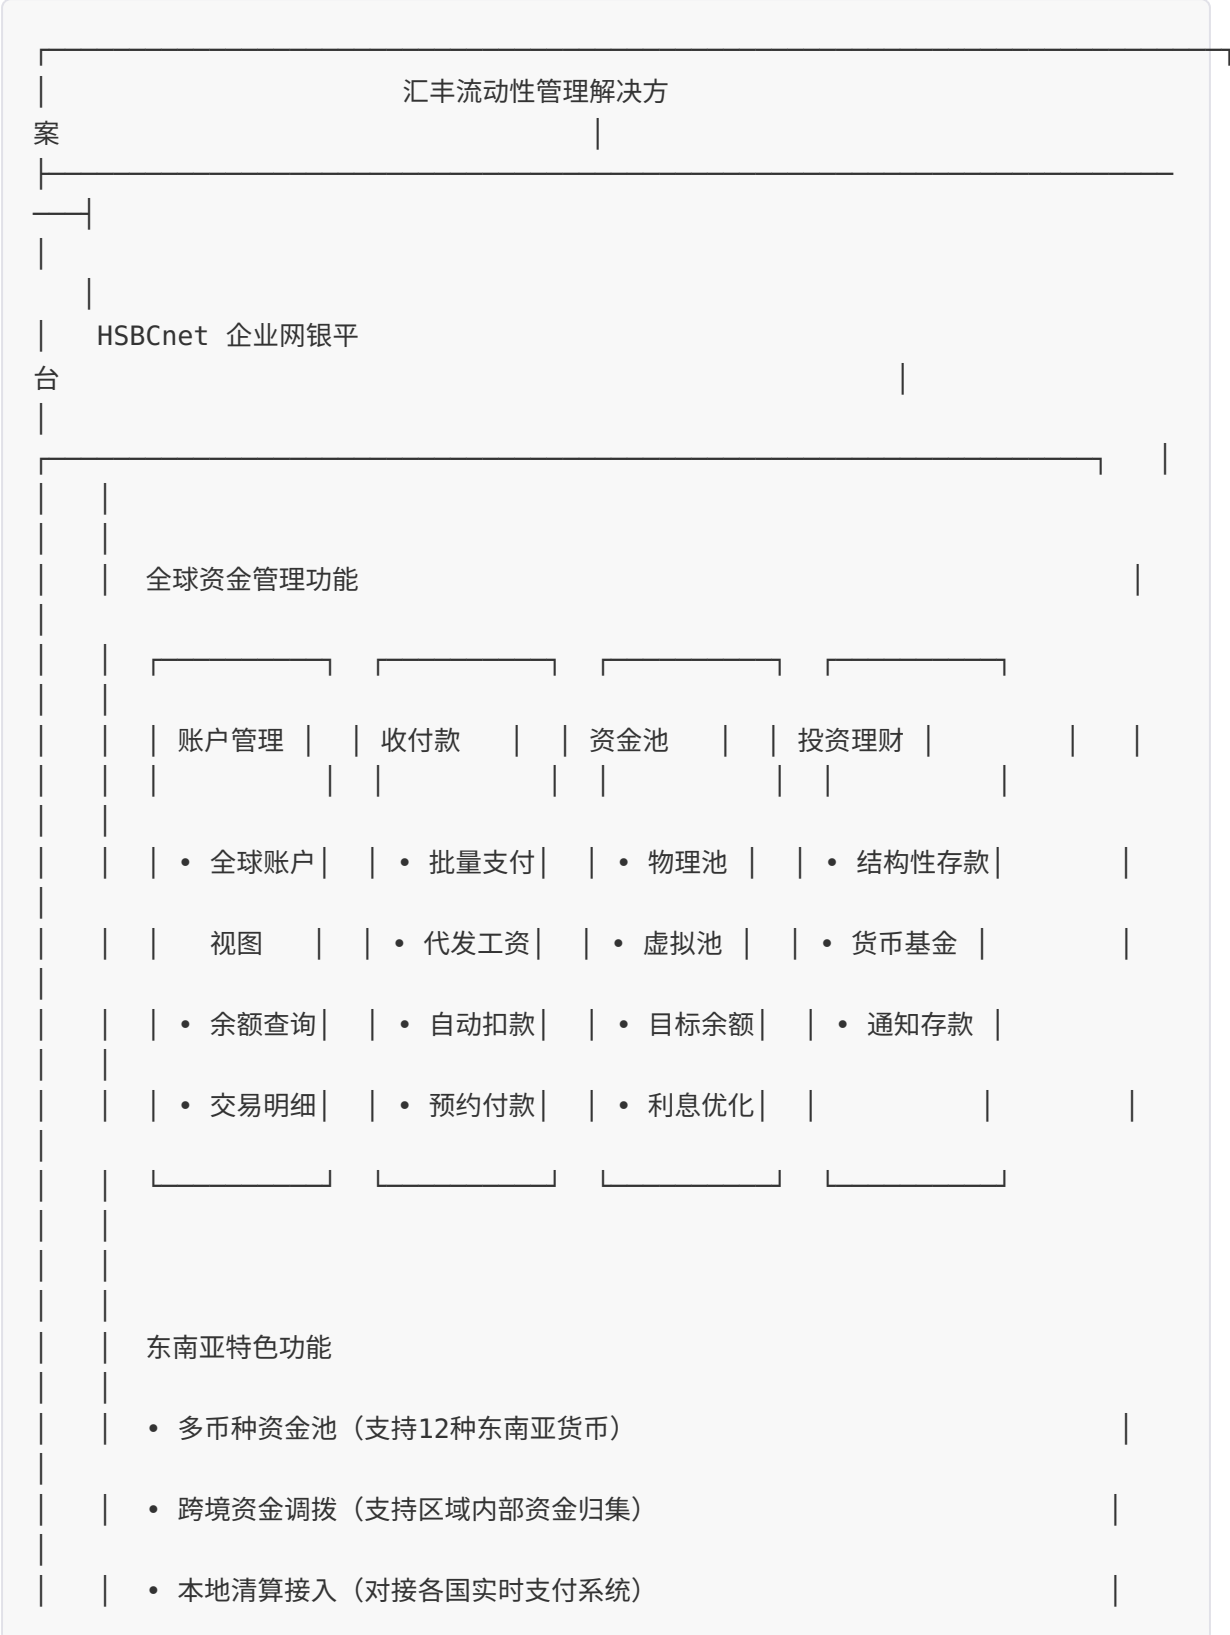 汇丰流动性管理解决方
案
HSBCnet 企业网银平
台
全球资金管理功能
账户管理 收付款 资金池 投资理财
• 全球账户 • 批量支付 • 物理池 • 结构性存款
视图 • 代发工资 • 虚拟池 • 货币基金
• 余额查询 • 自动扣款 • 目标余额 • 通知存款
• 交易明细 • 预约付款 • 利息优化
东南亚特色功能
• 多币种资金池（支持12种东南亚货币）
• 跨境资金调拨（支持区域内部资金归集）
• 本地清算接入（对接各国实时支付系统）